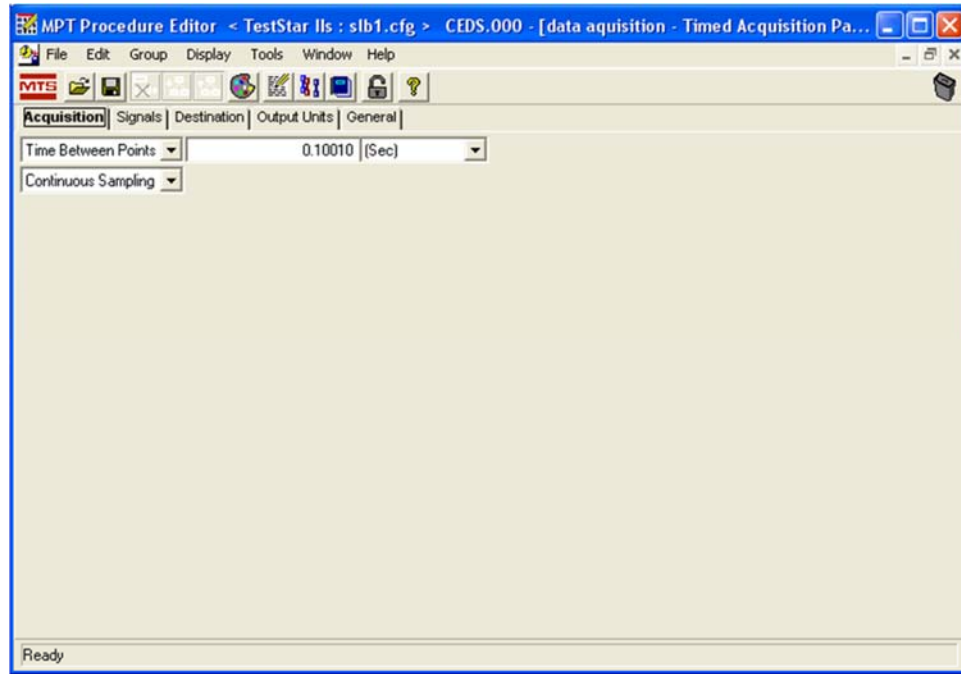 MPT Procedure Editor < TestStar IIs : slb1.cfg > CEDS.000 - [data aquisition - Timed Acquisition Pa...
File Edit Group Display Tools Window Help
MTS
Acquisition Signals Destination Output Units General
Time Between Points 0.10010 (Sec)
Continuous Sampling
Ready